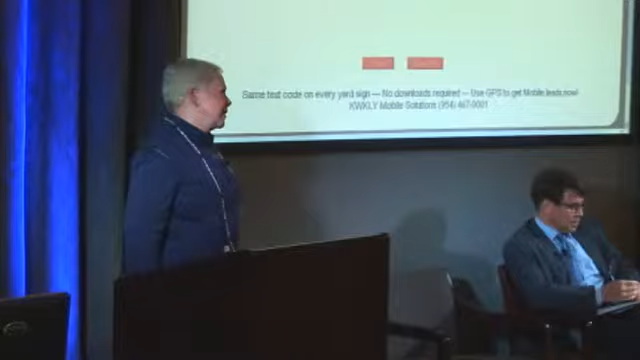 Same text code on every yard sign — No downloads required — Use GPS to get Mobile leads now!
KWKLY Mobile Solutions (954) 467-9001